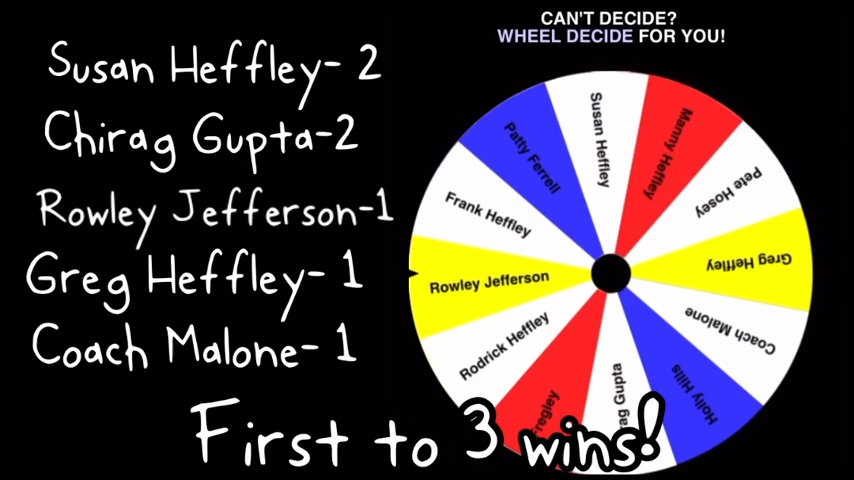 CAN'T DECIDE?
WHEEL DECIDE FOR YOU!
Susan Heffley- 2
Chirag Gupta-2
Rowley Jefferson-1
Greg Heffley- 1
Coach Malone- 1
First to 3 wins!
Susan Heffley
Manny Heffley
Pete Hosey
Greg Heffley
Coach Malone
Holly Hills
ag Gupta
Fregley
Rodrick Heffley
Rowley Jefferson
Frank Heffley
Patty Ferrell